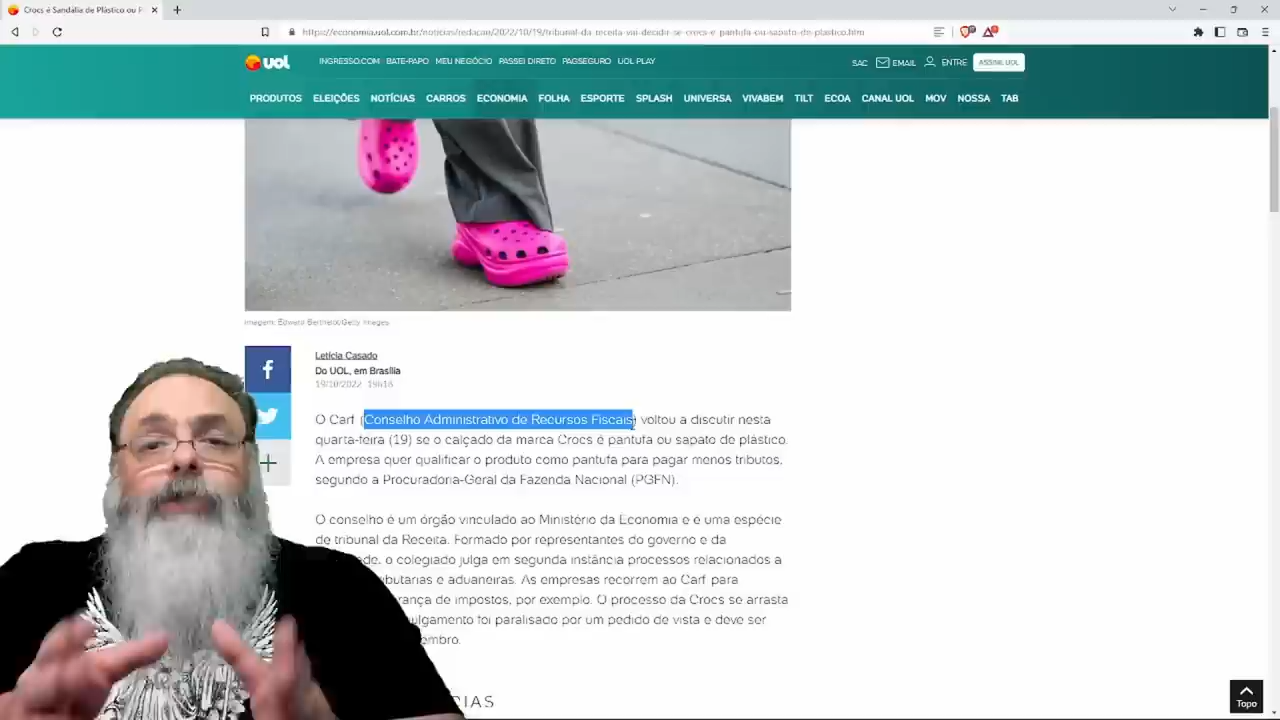 Crocs é Sandália de Plástico ou P
https://economia.uol.com.br/noticias/redacao/2022/10/19/tribunal-da-receita-vai-decidir-se-crocs-e-pantufa-ou-sapato-de-plastico.htm
uol INGRESSO.COM BATE-PAPO MEU NEGÓCIO PASSEI DIRETO PAGSEGURO UOL PLAY SAC EMAIL ENTRE ASSINE UOL
PRODUTOS ELEIÇÕES NOTÍCIAS CARROS ECONOMIA FOLHA ESPORTE SPLASH UNIVERSA VIVABEM TILT ECOA CANAL UOL MOV NOSSA TAB
Imagem: Edward Berthelot/Getty Images
Letícia Casado
Do UOL, em Brasília
19/10/2022 19h16
O Carf (Conselho Administrativo de Recursos Fiscais) voltou a discutir nesta
quarta-feira (19) se o calçado da marca Crocs é pantufa ou sapato de plástico.
A empresa quer qualificar o produto como pantufa para pagar menos tributos,
segundo a Procuradoria-Geral da Fazenda Nacional (PGFN).
O conselho é um órgão vinculado ao Ministério da Economia e é uma espécie
de tribunal da Receita. Formado por representantes do governo e da
ede, o colegiado julga em segunda instância processos relacionados a
ibutárias e aduaneiras. As empresas recorrem ao Carf para
rança de impostos, por exemplo. O processo da Crocs se arrasta
ulgamento foi paralisado por um pedido de vista e deve ser
embro.
DIAS
Topo